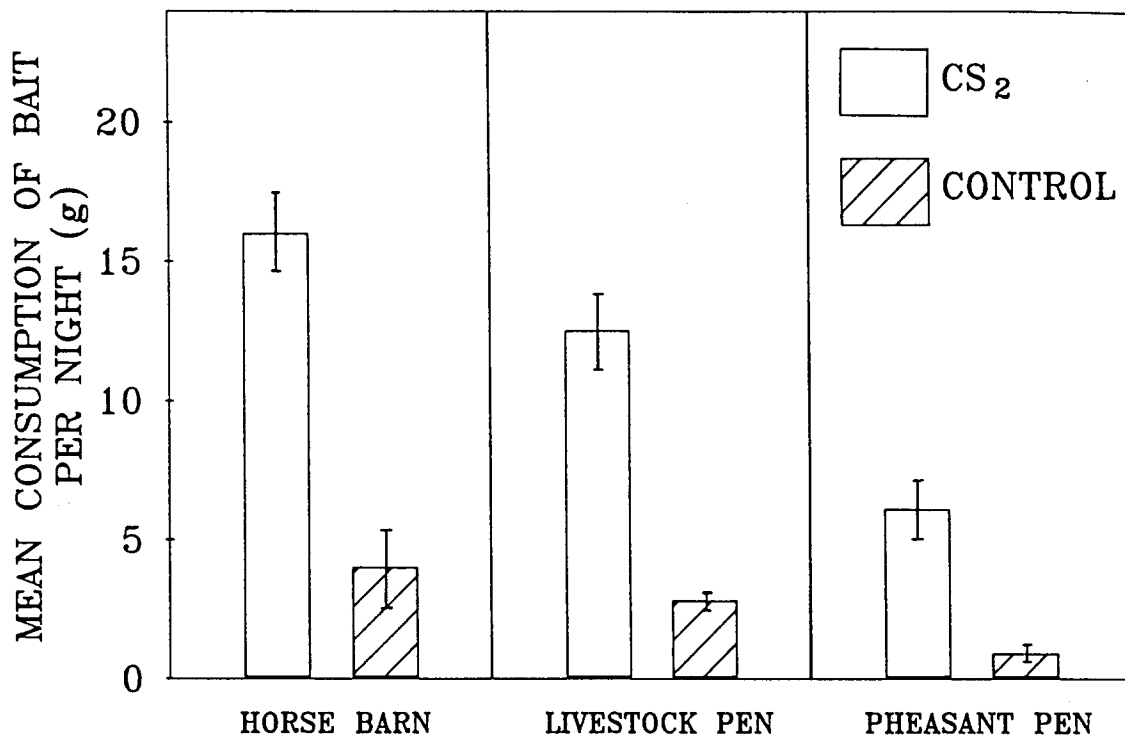 MEAN CONSUMPTION OF BAIT
PER NIGHT (g)
20
15
10
5
0
CS₂
CONTROL
HORSE BARN
LIVESTOCK PEN
PHEASANT PEN